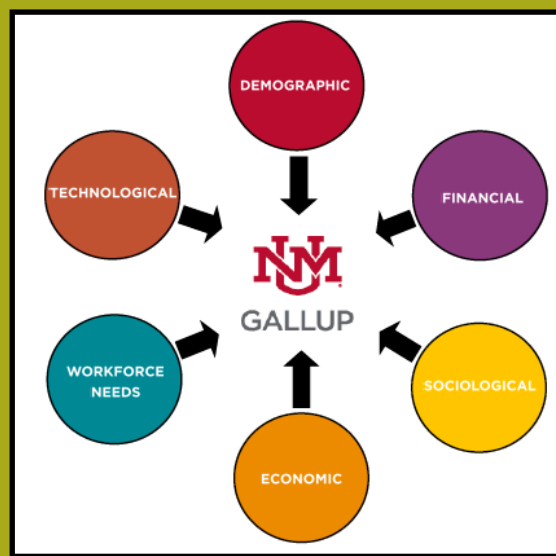 DEMOGRAPHIC
TECHNOLOGICAL
FINANCIAL
UNM
GALLUP
WORKFORCE
NEEDS
SOCIOLOGICAL
ECONOMIC